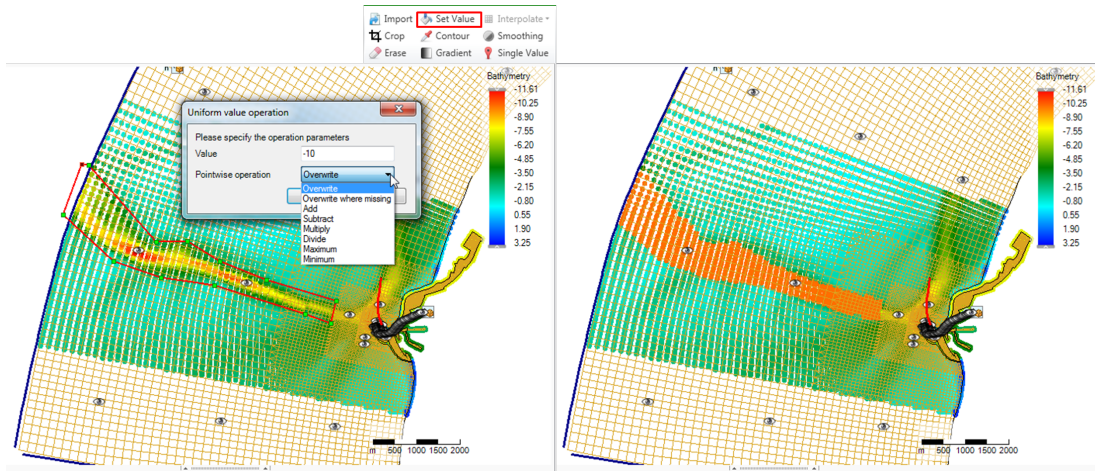 Import Set Value Interpolate
Crop Contour Smoothing
Erase Gradient Single Value
Bathymetry
-11.61
-10.25
-8.90
-7.55
-6.20
-4.85
-3.50
-2.15
-0.80
0.55
1.90
3.25
Uniform value operation
Please specify the operation parameters
Value -10
Pointwise operation Overwrite
Overwrite
Overwrite where missing
Add
Subtract
Multiply
Divide
Maximum
Minimum
m 500 1000 1500 2000
Bathymetry
-11.61
-10.25
-8.90
-7.55
-6.20
-4.85
-3.50
-2.15
-0.80
0.55
1.90
3.25
m 500 1000 1500 2000